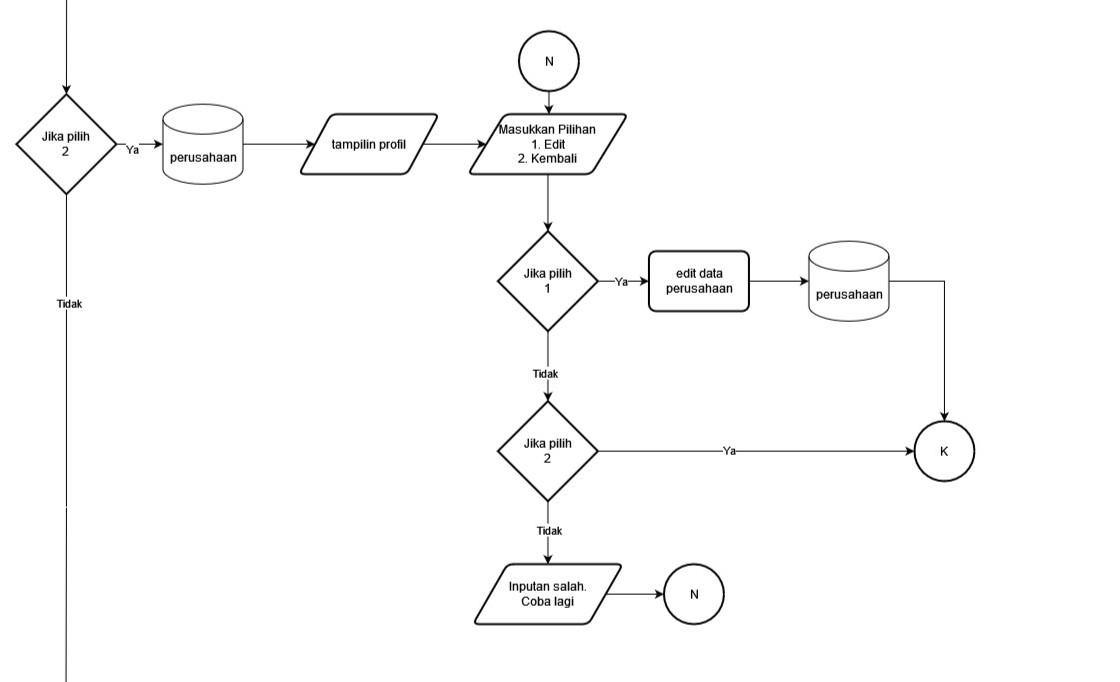 N
Jika pilih
2
Ya
perusahaan
tampilin profil
Masukkan Pilihan
1. Edit
2. Kembali
Jika pilih
1
Ya
edit data
perusahaan
perusahaan
Tidak
Tidak
Jika pilih
2
Ya
K
Tidak
Inputan salah.
Coba lagi
N